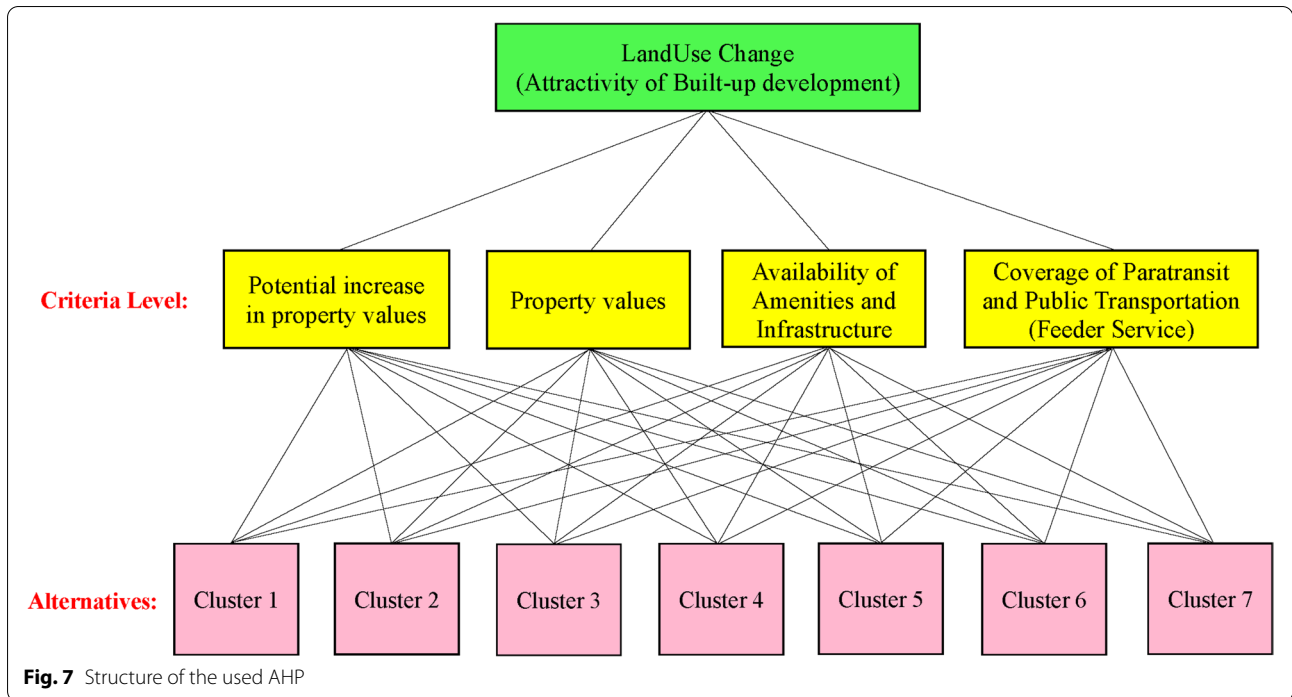 LandUse Change
(Attractivity of Built-up development)
Criteria Level:
Potential increase
in property values
Property values
Availability of
Amenities and
Infrastructure
Coverage of Paratransit
and Public Transportation
(Feeder Service)
Alternatives:
Cluster 1
Cluster 2
Cluster 3
Cluster 4
Cluster 5
Cluster 6
Cluster 7
Fig. 7 Structure of the used AHP